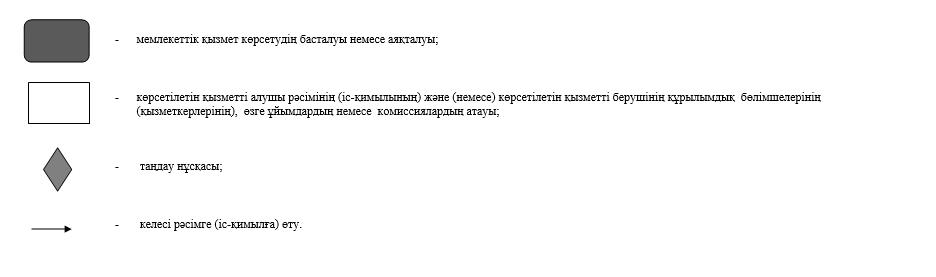 - мемлекеттік қызмет көрсетудің басталуы немесе аяқталуы;
- көрсетілетін қызметті алушы рәсімінің (іс-қимылының) және (немесе) көрсетілетін қызметті берушінің құрылымдық бөлімшелерінің
(қызметкерлерінің), өзге ұйымдардың немесе комиссиялардың атауы;
- таңдау нұсқасы;
- келесі рәсімге (іс-қимылға) өту.